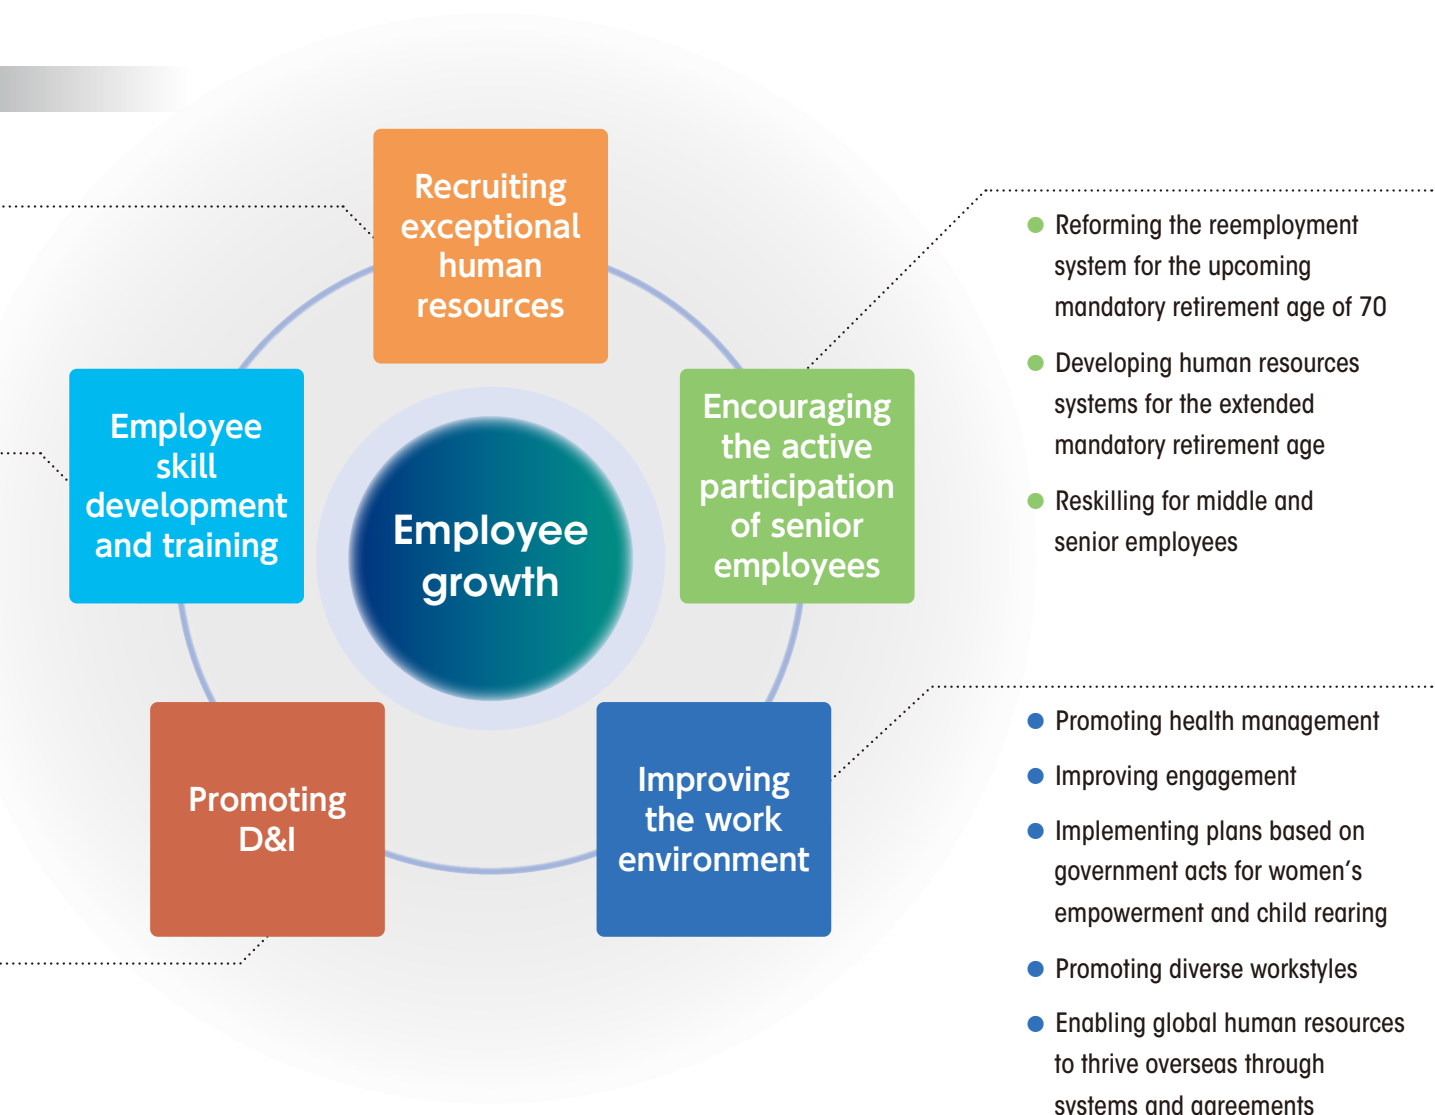 Recruiting
exceptional
human
resources
Employee
skill
development
and training
Employee
growth
Encouraging
the active
participation
of senior
employees
Promoting
D&I
Improving
the work
environment
● Reforming the reemployment
system for the upcoming
mandatory retirement age of 70
● Developing human resources
systems for the extended
mandatory retirement age
● Reskilling for middle and
senior employees
● Promoting health management
● Improving engagement
● Implementing plans based on
government acts for women’s
empowerment and child rearing
● Promoting diverse workstyles
● Enabling global human resources
to thrive overseas through
systems and agreements